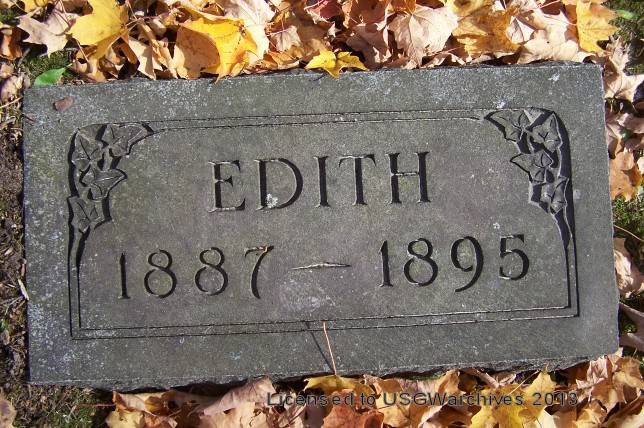 EDITH
1887 — 1895
Licensed to USGWarchives 2013